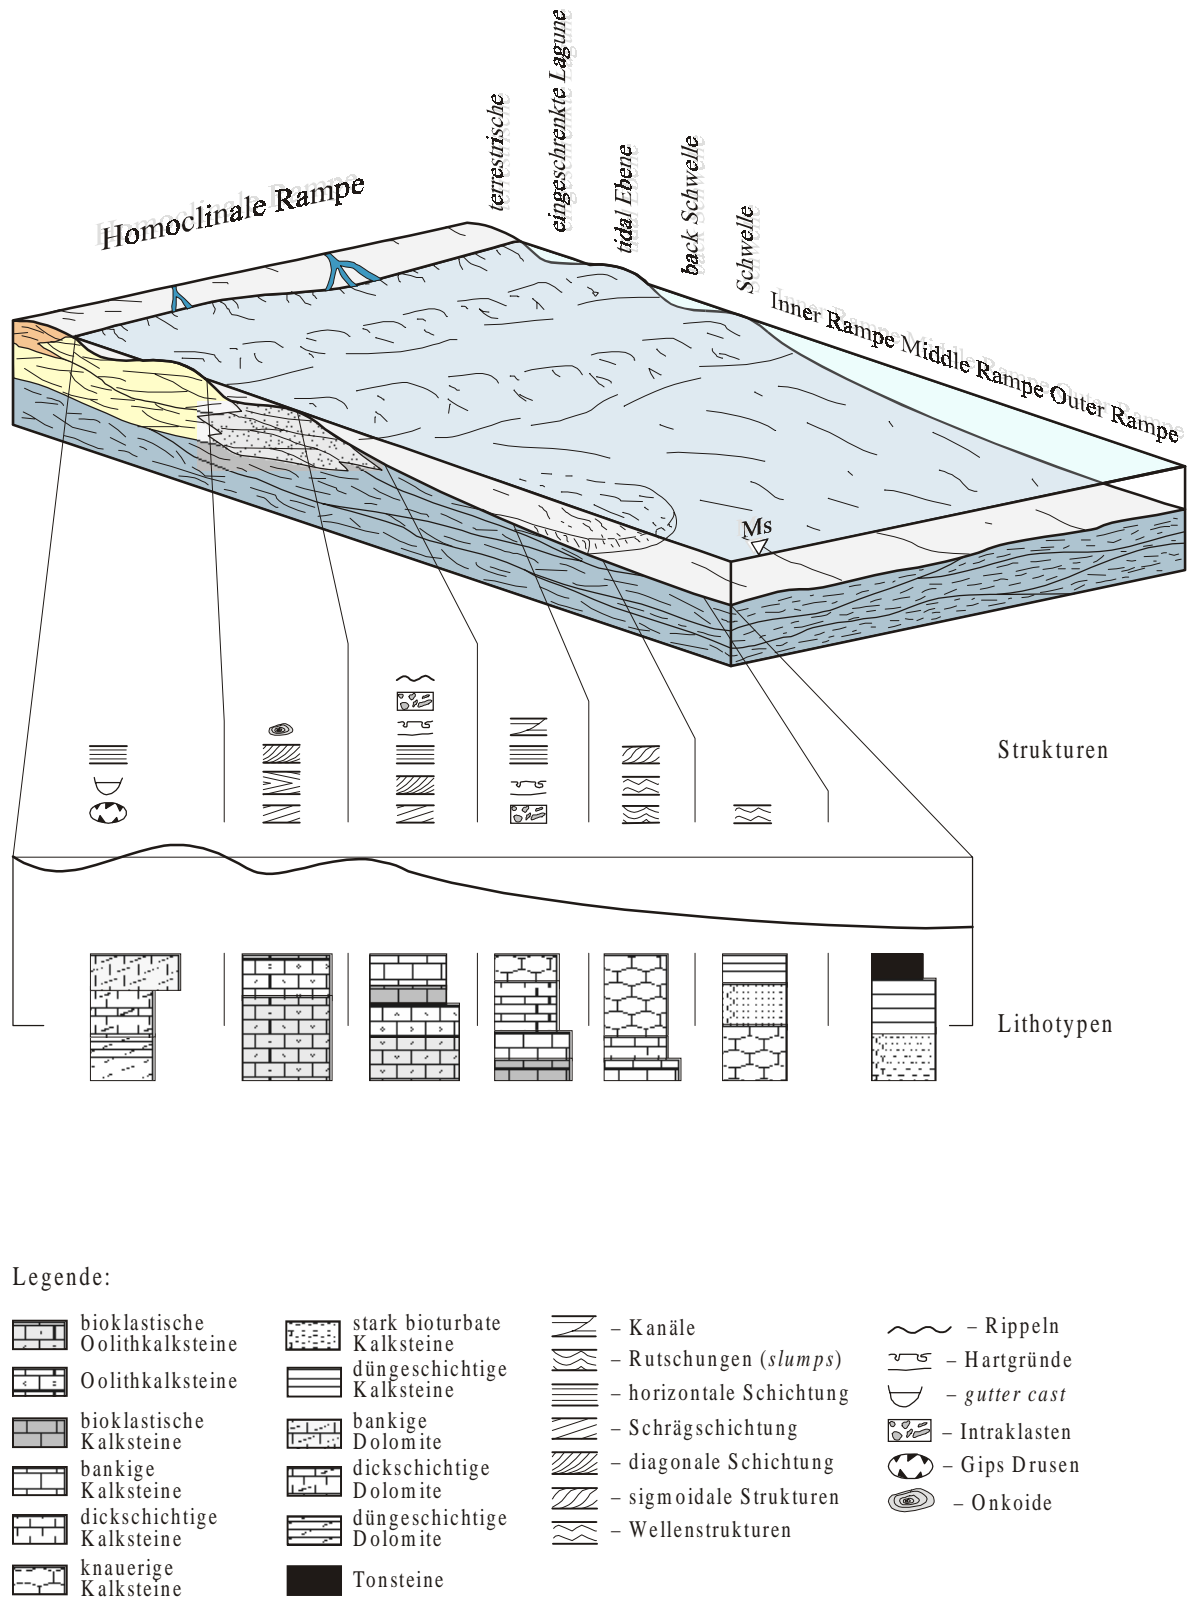 Homoclinale Rampe
terrestrische
eingeschrenkte Lagune
tidal Ebene
back Schwelle
Schwelle
Inner Rampe Middle Rampe Outer Rampe
Ms
Strukturen
Lithotypen
Legende:
bioklastische
Oolithkalksteine
Oolithkalksteine
bioklastische
Kalksteine
bankige
Kalksteine
dickschichtige
Kalksteine
knauerige
Kalksteine
stark bioturbate
Kalksteine
düngeschichtige
Kalksteine
bankige
Dolomite
dickschichtige
Dolomite
düngeschichtige
Dolomite
Tonsteine
– Kanäle
– Rutschungen (slumps)
– horizontale Schichtung
– Schrägschichtung
– diagonale Schichtung
– sigmoidale Strukturen
– Wellenstrukturen
– Rippeln
– Hartgründe
– gutter cast
– Intraklasten
– Gips Drusen
– Onkoide